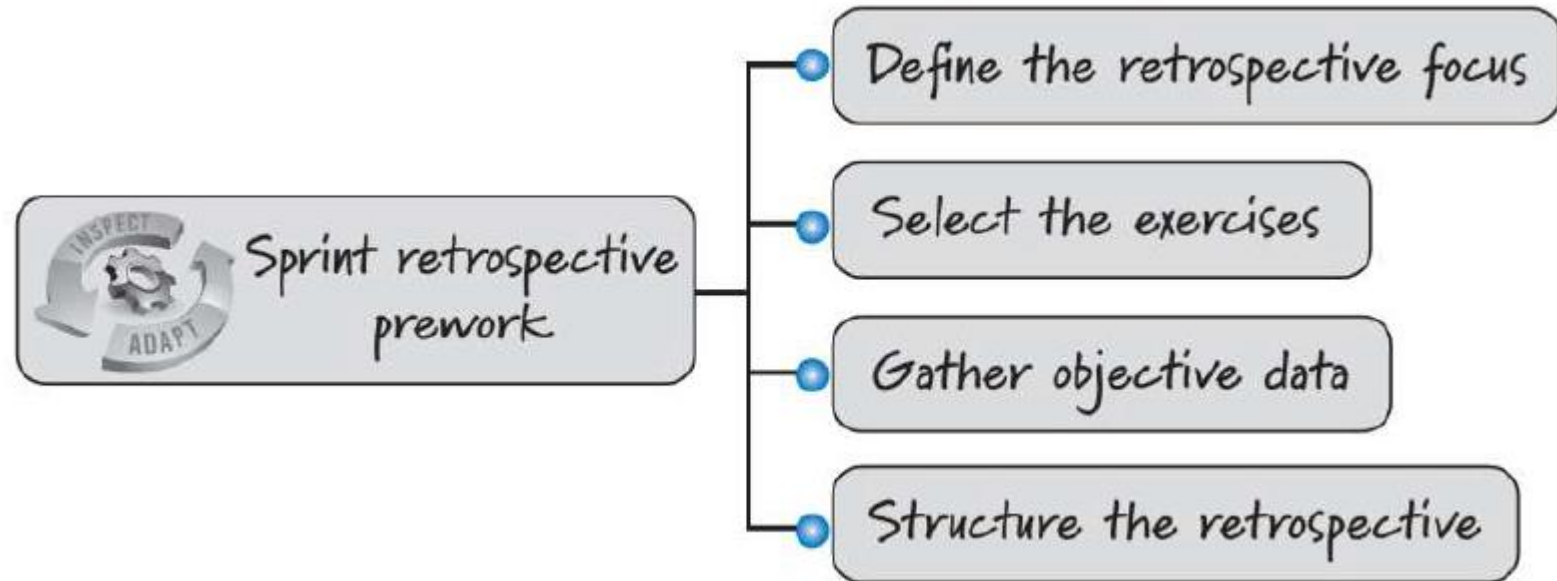 INSPECT
ADAPT
Sprint retrospective
prework
Define the retrospective focus
Select the exercises
Gather objective data
Structure the retrospective